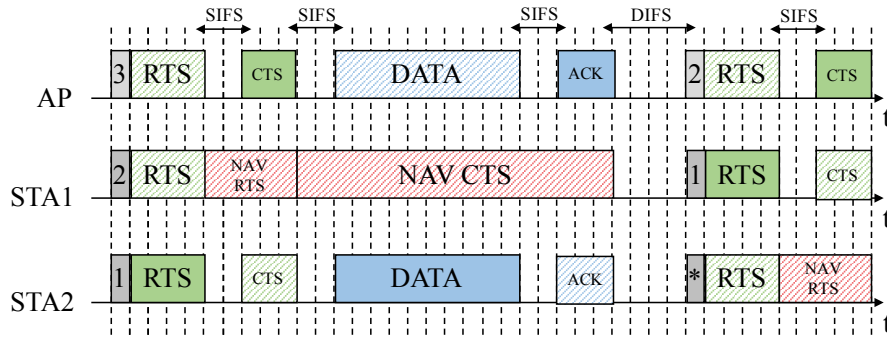 SIFS SIFS SIFS DIFS SIFS
3 RTS CTS DATA ACK 2 RTS CTS
AP
t
2 RTS NAV RTS NAV CTS 1 RTS CTS
STA1
t
1 RTS CTS DATA ACK * RTS NAV RTS
STA2
t